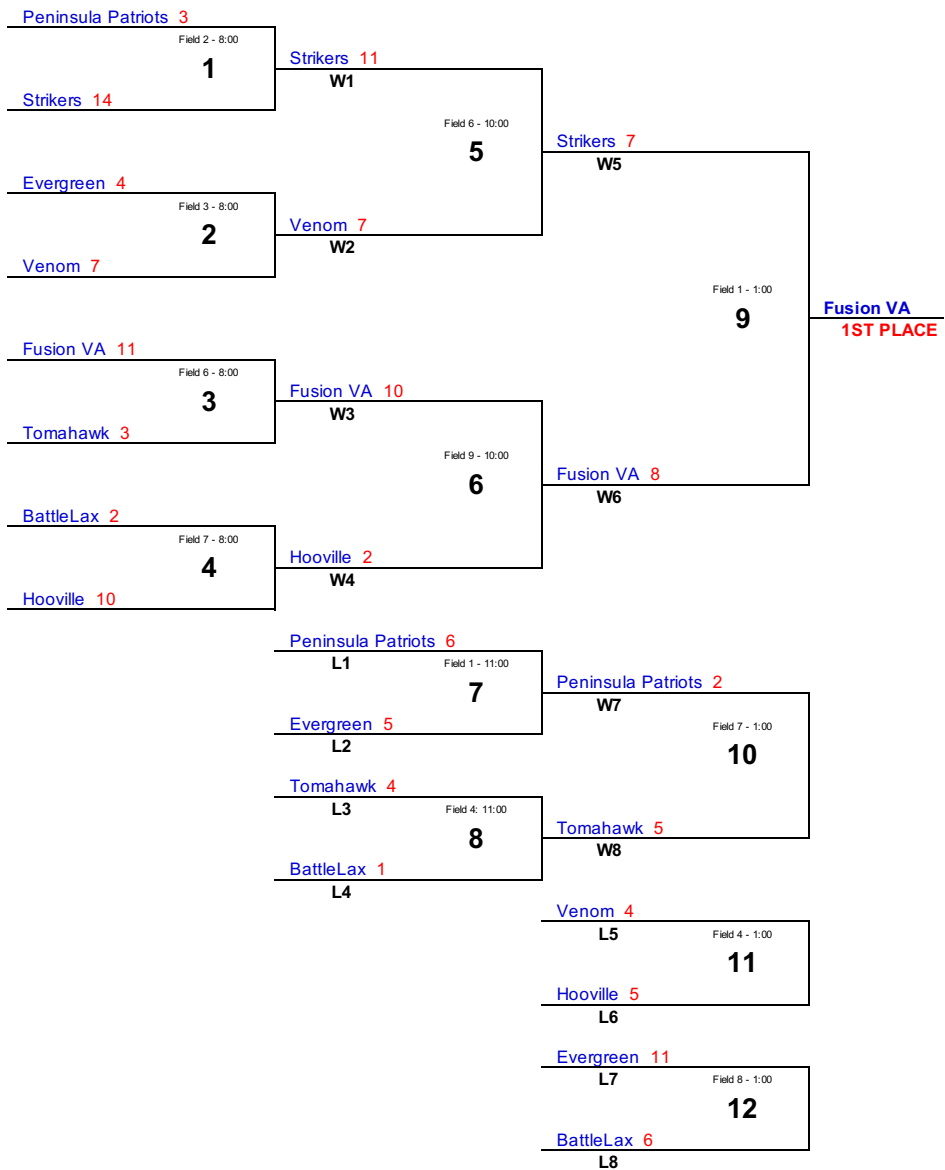 Peninsula Patriots 3
Field 2 - 8:00
1
Strikers 11
W1
Strikers 14
Field 6 - 10:00
5
Strikers 7
W5
Evergreen 4
Field 3 - 8:00
2
Venom 7
W2
Venom 7
Field 1 - 1:00
9
Fusion VA
1ST PLACE
Fusion VA 11
Field 6 - 8:00
3
Fusion VA 10
W3
Tomahawk 3
Field 9 - 10:00
6
Fusion VA 8
W6
BattleLax 2
Field 7 - 8:00
4
Hooville 2
W4
Hooville 10
Peninsula Patriots 6
L1
Field 1 - 11:00
7
Peninsula Patriots 2
W7
Evergreen 5
L2
Field 7 - 1:00
10
Tomahawk 4
L3
Field 4: 11:00
8
Tomahawk 5
W8
BattleLax 1
L4
Venom 4
L5
Field 4 - 1:00
11
Hooville 5
L6
Evergreen 11
L7
Field 8 - 1:00
12
BattleLax 6
L8